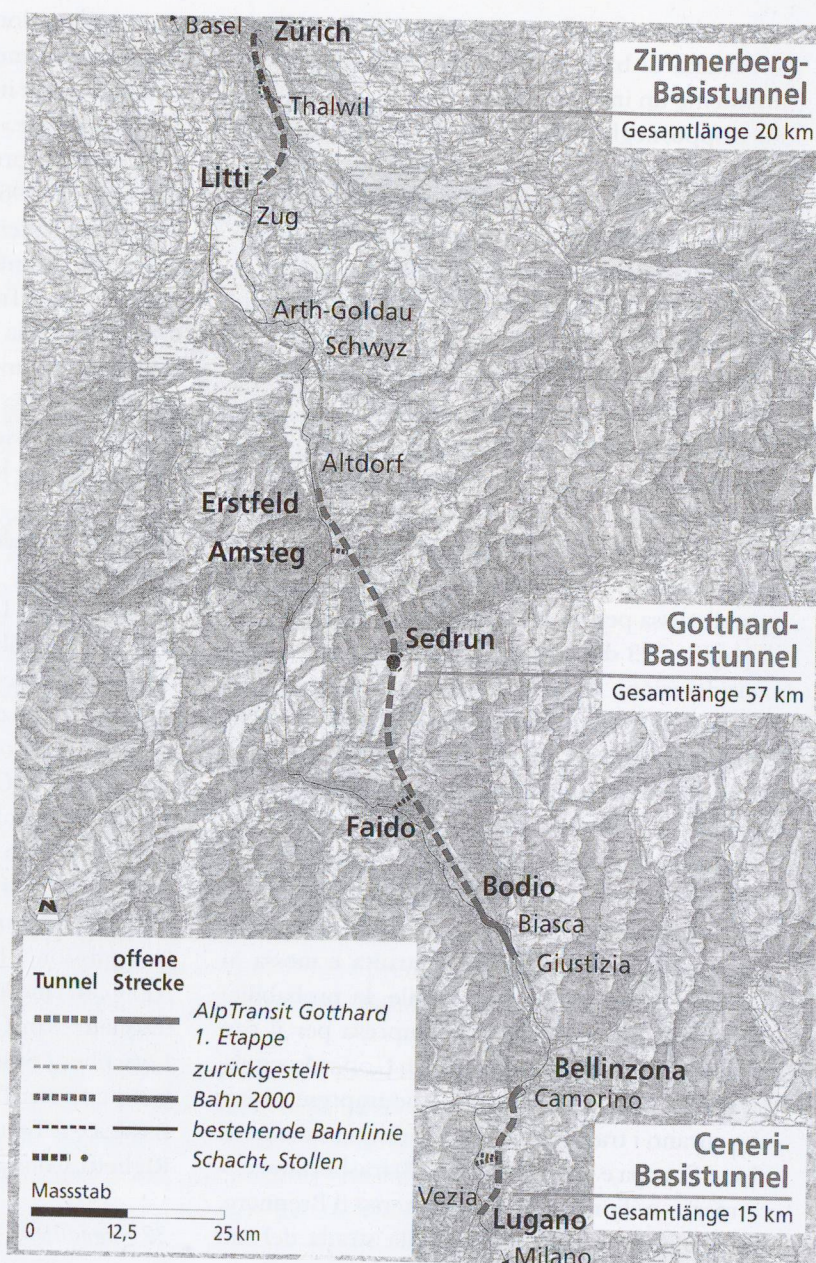 Basel
Zürich
Zimmerberg-
Basistunnel
Thalwil
Gesamtlänge 20 km
Litti
Zug
Arth-Goldau
Schwyz
Altdorf
Erstfeld
Amsteg
Sedrun
Gotthard-
Basistunnel
Gesamtlänge 57 km
Faido
Bodio
Biasca
Giustizia
N
Tunnel
offene
Strecke
AlpTransit Gotthard
1. Etappe
zurückgestellt
Bahn 2000
bestehende Bahnlinie
Schacht, Stollen
Massstab
0 12,5 25 km
Bellinzona
Camorino
Ceneri-
Basistunnel
Vezia
Lugano
Gesamtlänge 15 km
Milano